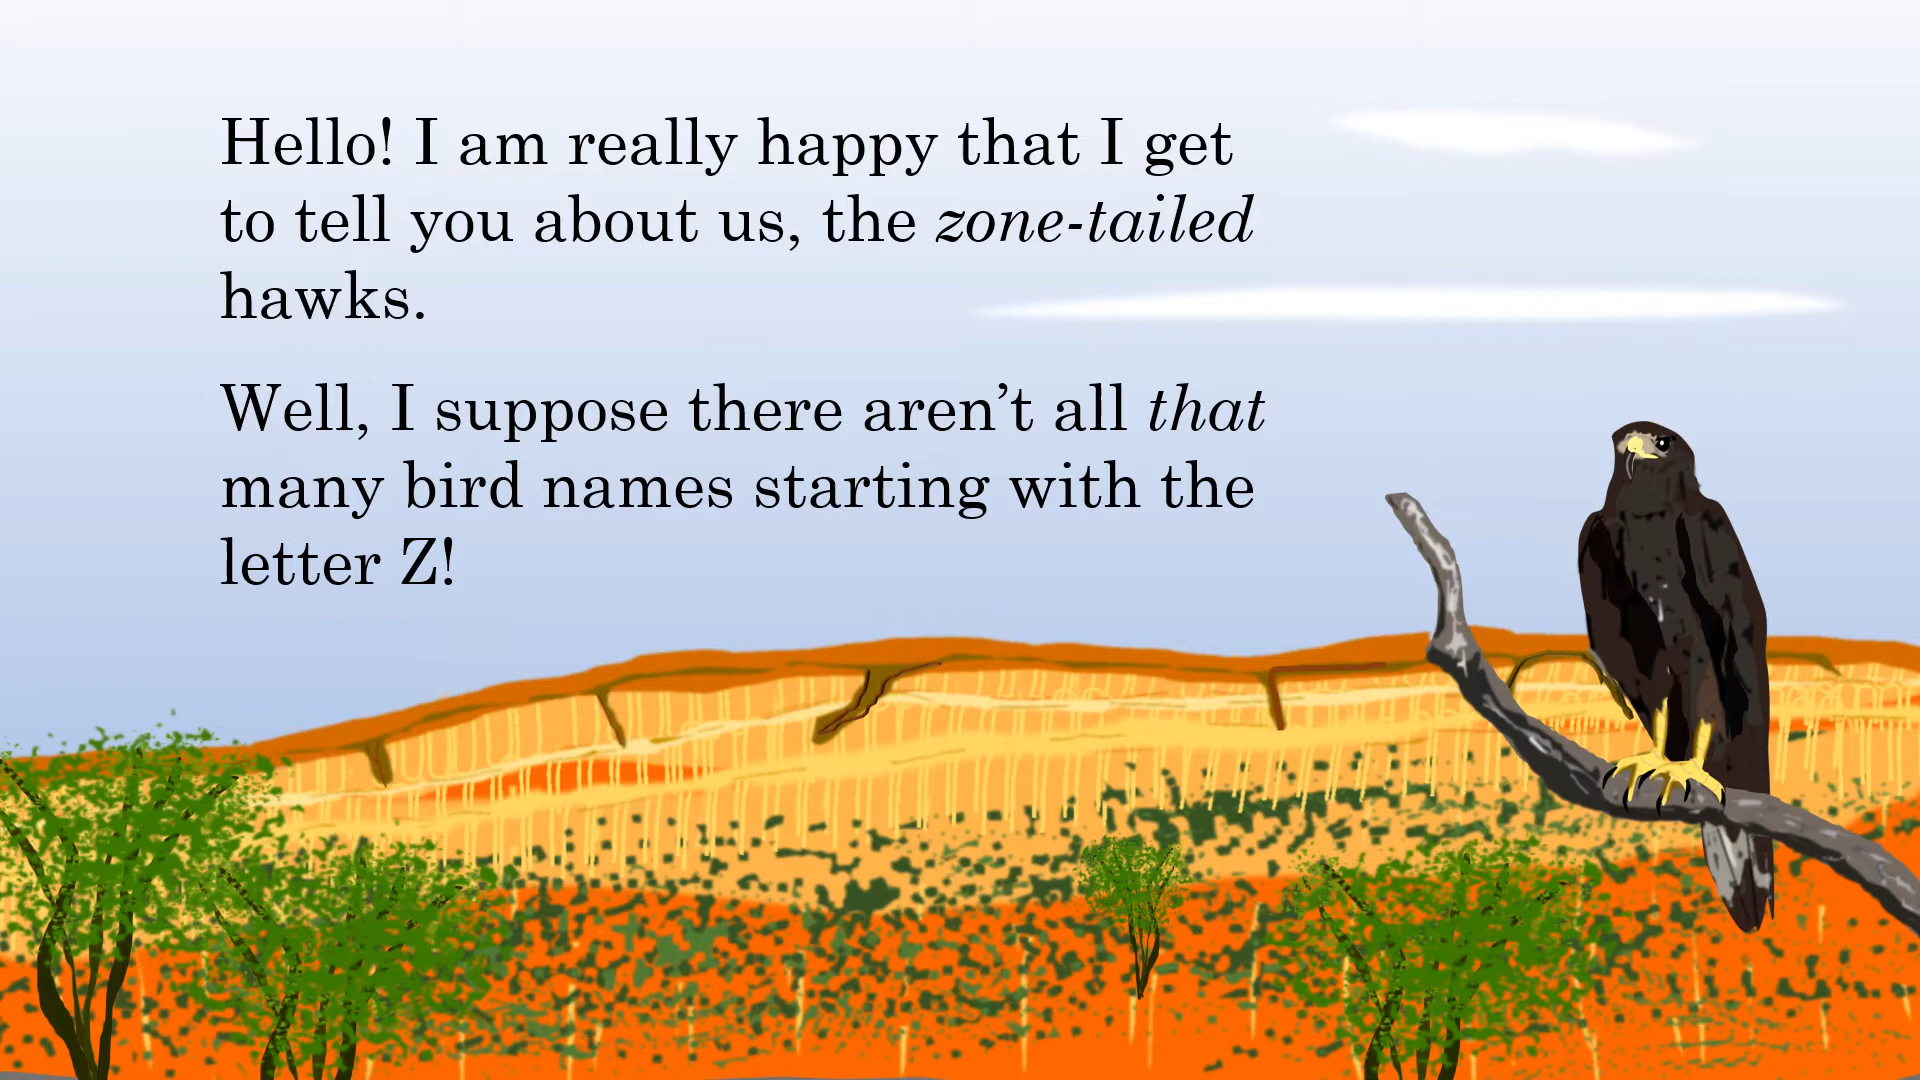 Hello! I am really happy that I get
to tell you about us, the zone-tailed
hawks.
Well, I suppose there aren’t all that
many bird names starting with the
letter Z!